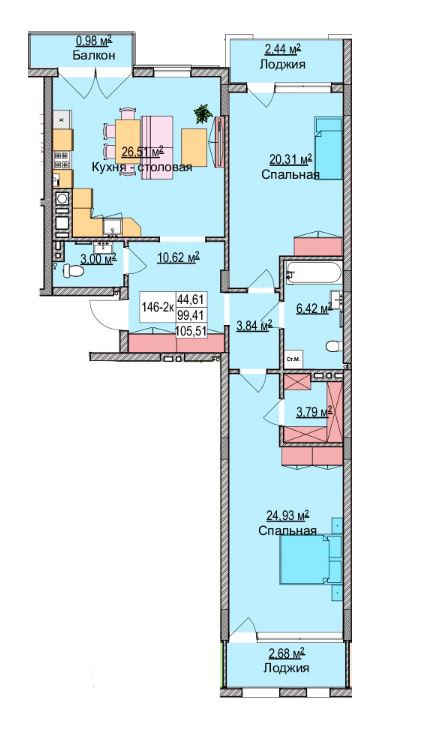 0,98 м²
Балкон
2,44 м²
Лоджия
26,51 м²
Кухня - столовая
20,31 м²
Спальная
3,00 м²
10,62 м²
146-2к
44,61
99,41
105,51
3,84 м²
6,42 м²
Ст.М.
3,79 м²
24,93 м²
Спальная
2,68 м²
Лоджия